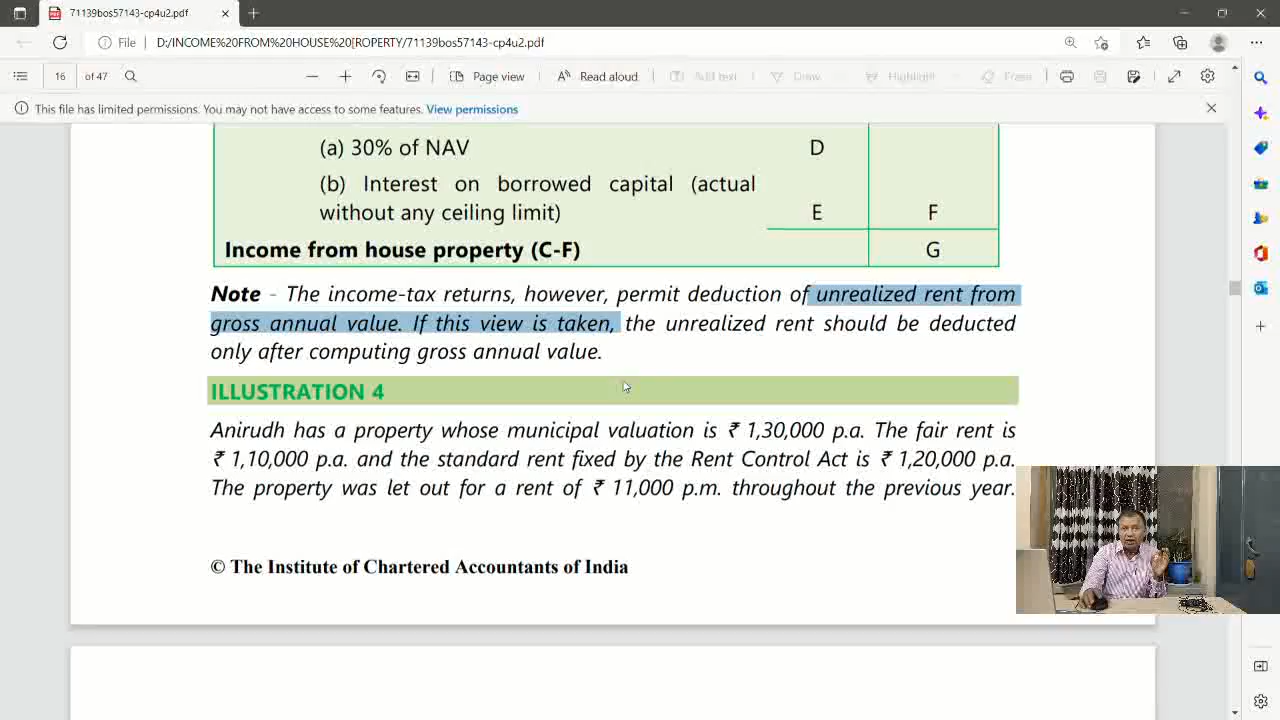 71139bos57143-cp4u2.pdf
File D:/INCOME%20FROM%20HOUSE%20[ROPERTY/71139bos57143-cp4u2.pdf
16 of 47 Page view Read aloud Add text Draw Highlight Erase
This file has limited permissions. You may not have access to some features. View permissions
(a) 30% of NAV D
(b) Interest on borrowed capital (actual
without any ceiling limit) E F
Income from house property (C-F) G
Note - The income-tax returns, however, permit deduction of unrealized rent from
gross annual value. If this view is taken, the unrealized rent should be deducted
only after computing gross annual value.
ILLUSTRATION 4
Anirudh has a property whose municipal valuation is ₹ 1,30,000 p.a. The fair rent is
₹ 1,10,000 p.a. and the standard rent fixed by the Rent Control Act is ₹ 1,20,000 p.a.
The property was let out for a rent of ₹ 11,000 p.m. throughout the previous year.
© The Institute of Chartered Accountants of India